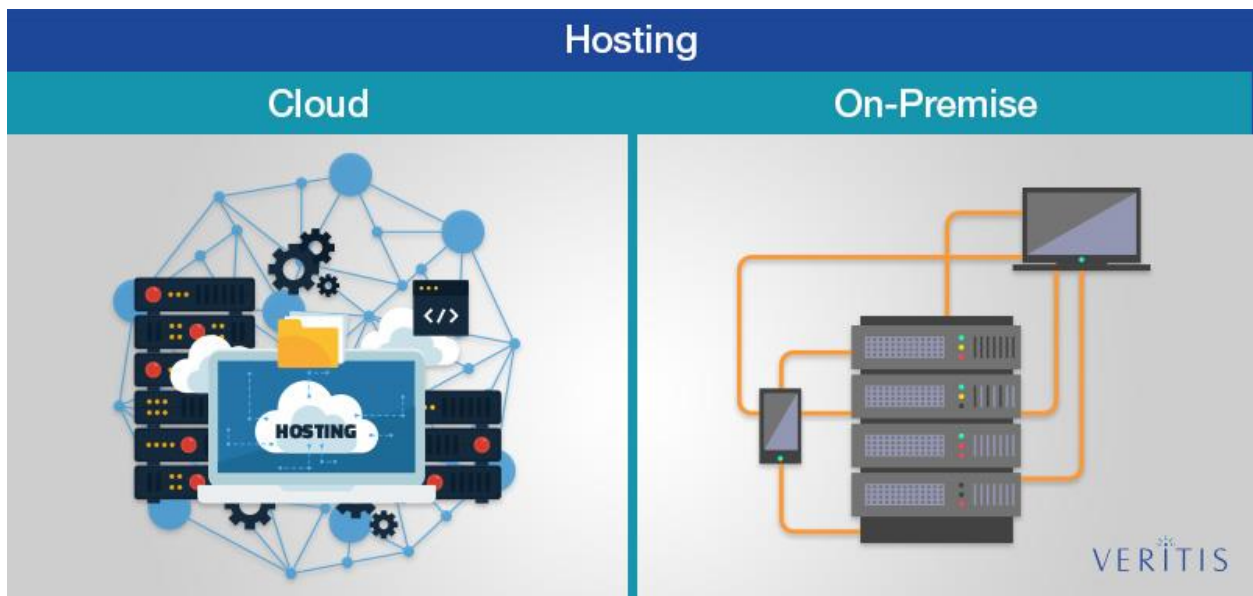 Hosting
Cloud
On-Premise
</>
HOSTING
VERITIS